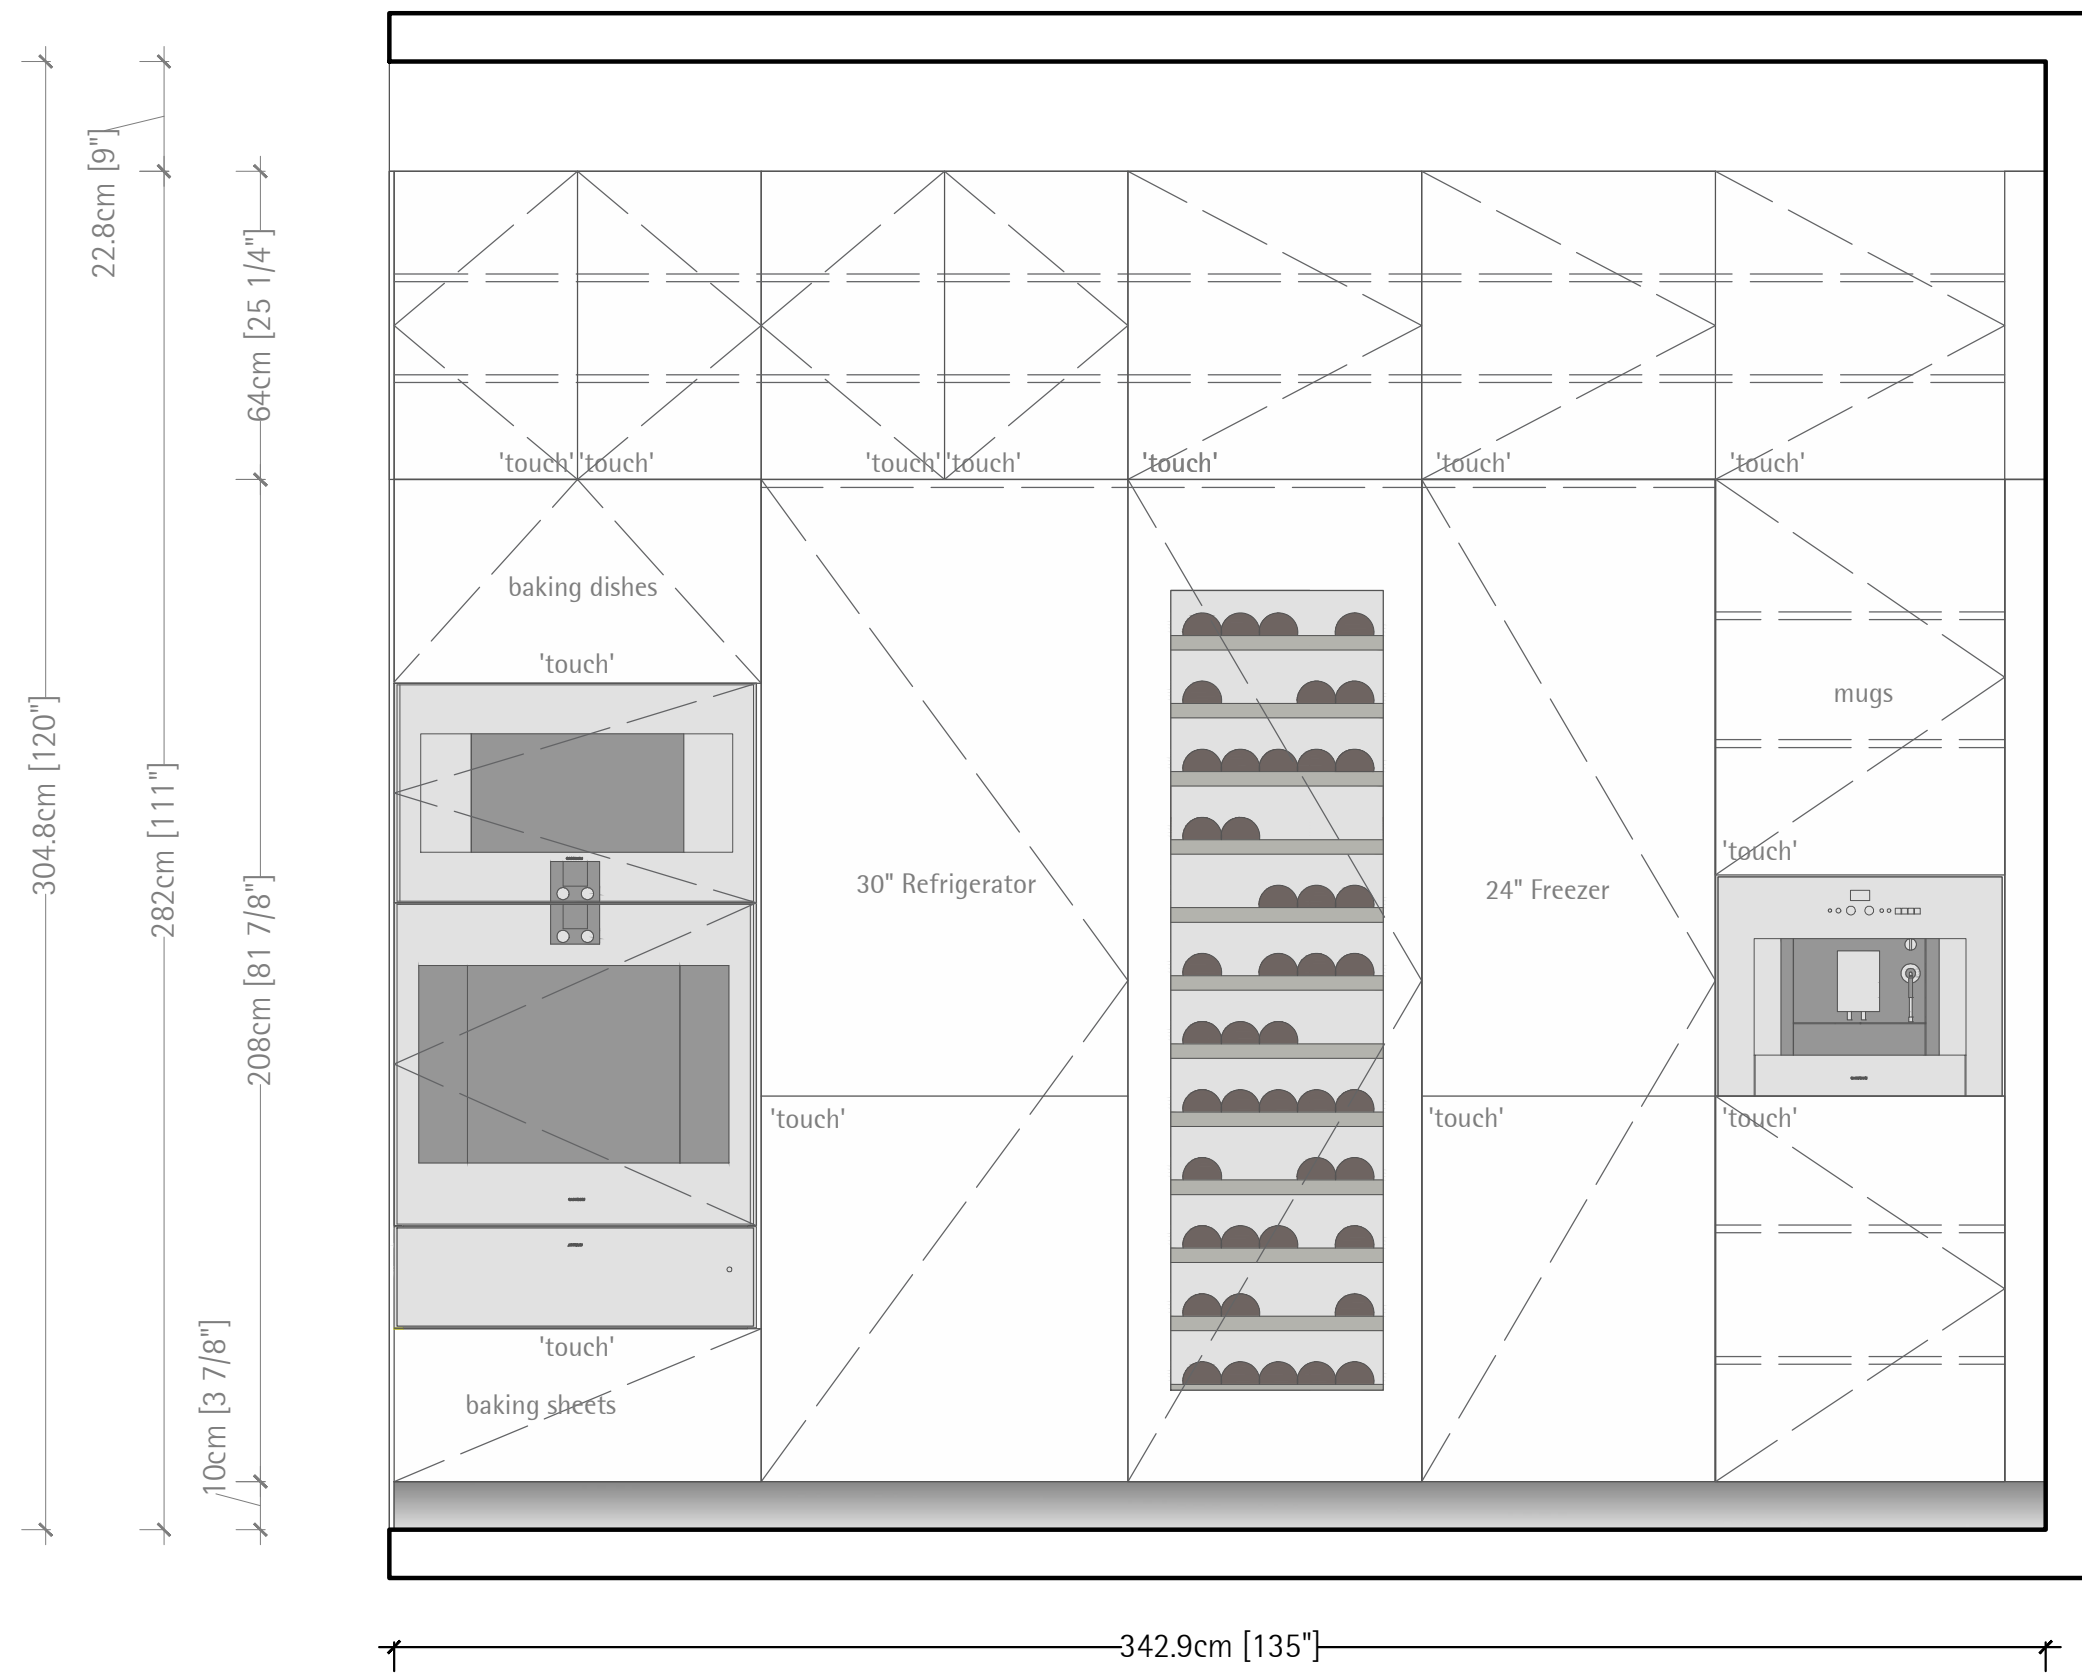 22.8cm [9"]
64cm [25 1/4"]
304.8cm [120"]
282cm [111"]
208cm [81 7/8"]
10cm [3 7/8"]
'touch' 'touch' 'touch' 'touch' 'touch' 'touch' 'touch'
baking dishes
'touch'
mugs
'touch'
30" Refrigerator
24" Freezer
'touch' 'touch' 'touch'
'touch'
baking sheets
342.9cm [135"]